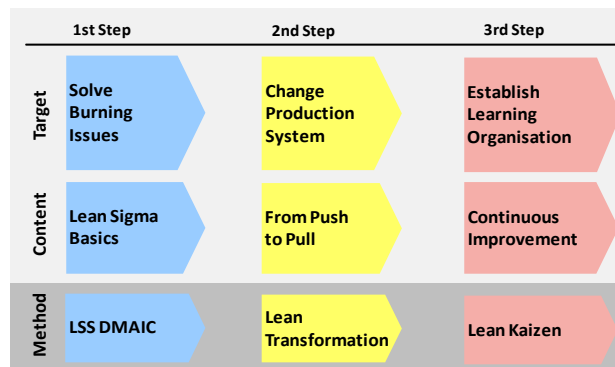 1st Step
2nd Step
3rd Step
Target
Solve
Burning
Issues
Change
Production
System
Establish
Learning
Organisation
Content
Lean Sigma
Basics
From Push
to Pull
Continuous
Improvement
Method
LSS DMAIC
Lean
Transformation
Lean Kaizen